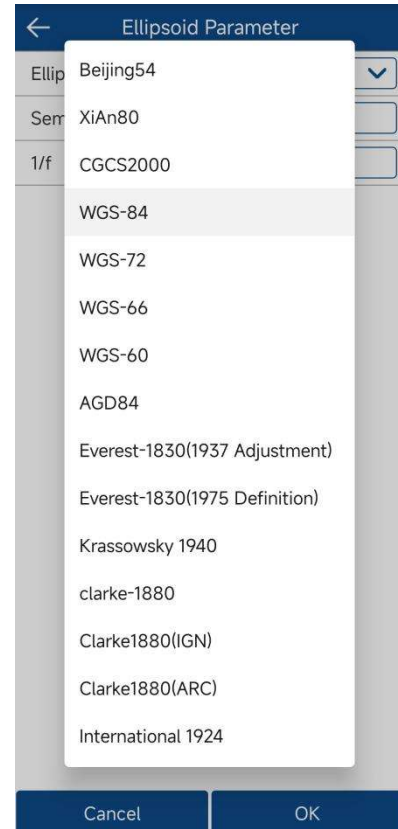 Ellipsoid Parameter
Ellip
Sem
1/f
Beijing54
XiAn80
CGCS2000
WGS-84
WGS-72
WGS-66
WGS-60
AGD84
Everest-1830(1937 Adjustment)
Everest-1830(1975 Definition)
Krassowsky 1940
clarke-1880
Clarke1880(IGN)
Clarke1880(ARC)
International 1924
Cancel
OK